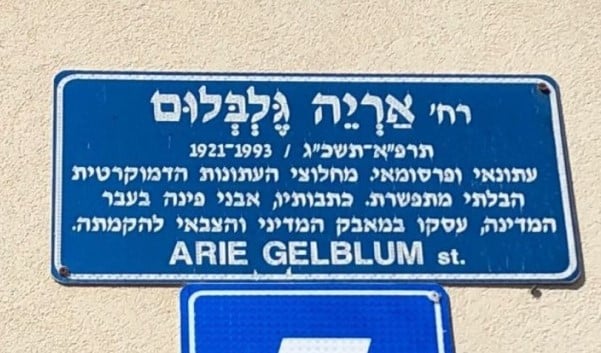 רח' אַרְיֵה גֶּלְבְּלוּם
תרפ"א-תשכ"ג / 1921-1993
עתונאי ופרסומאי. מחלוצי העתונות הדמוקרטית
הבלתי מתפשרת. כתבותיו, אבני פינה בעבר
המדינה, עסקו במאבק המדיני והצבאי להקמתה.
ARIE GELBLUM st.